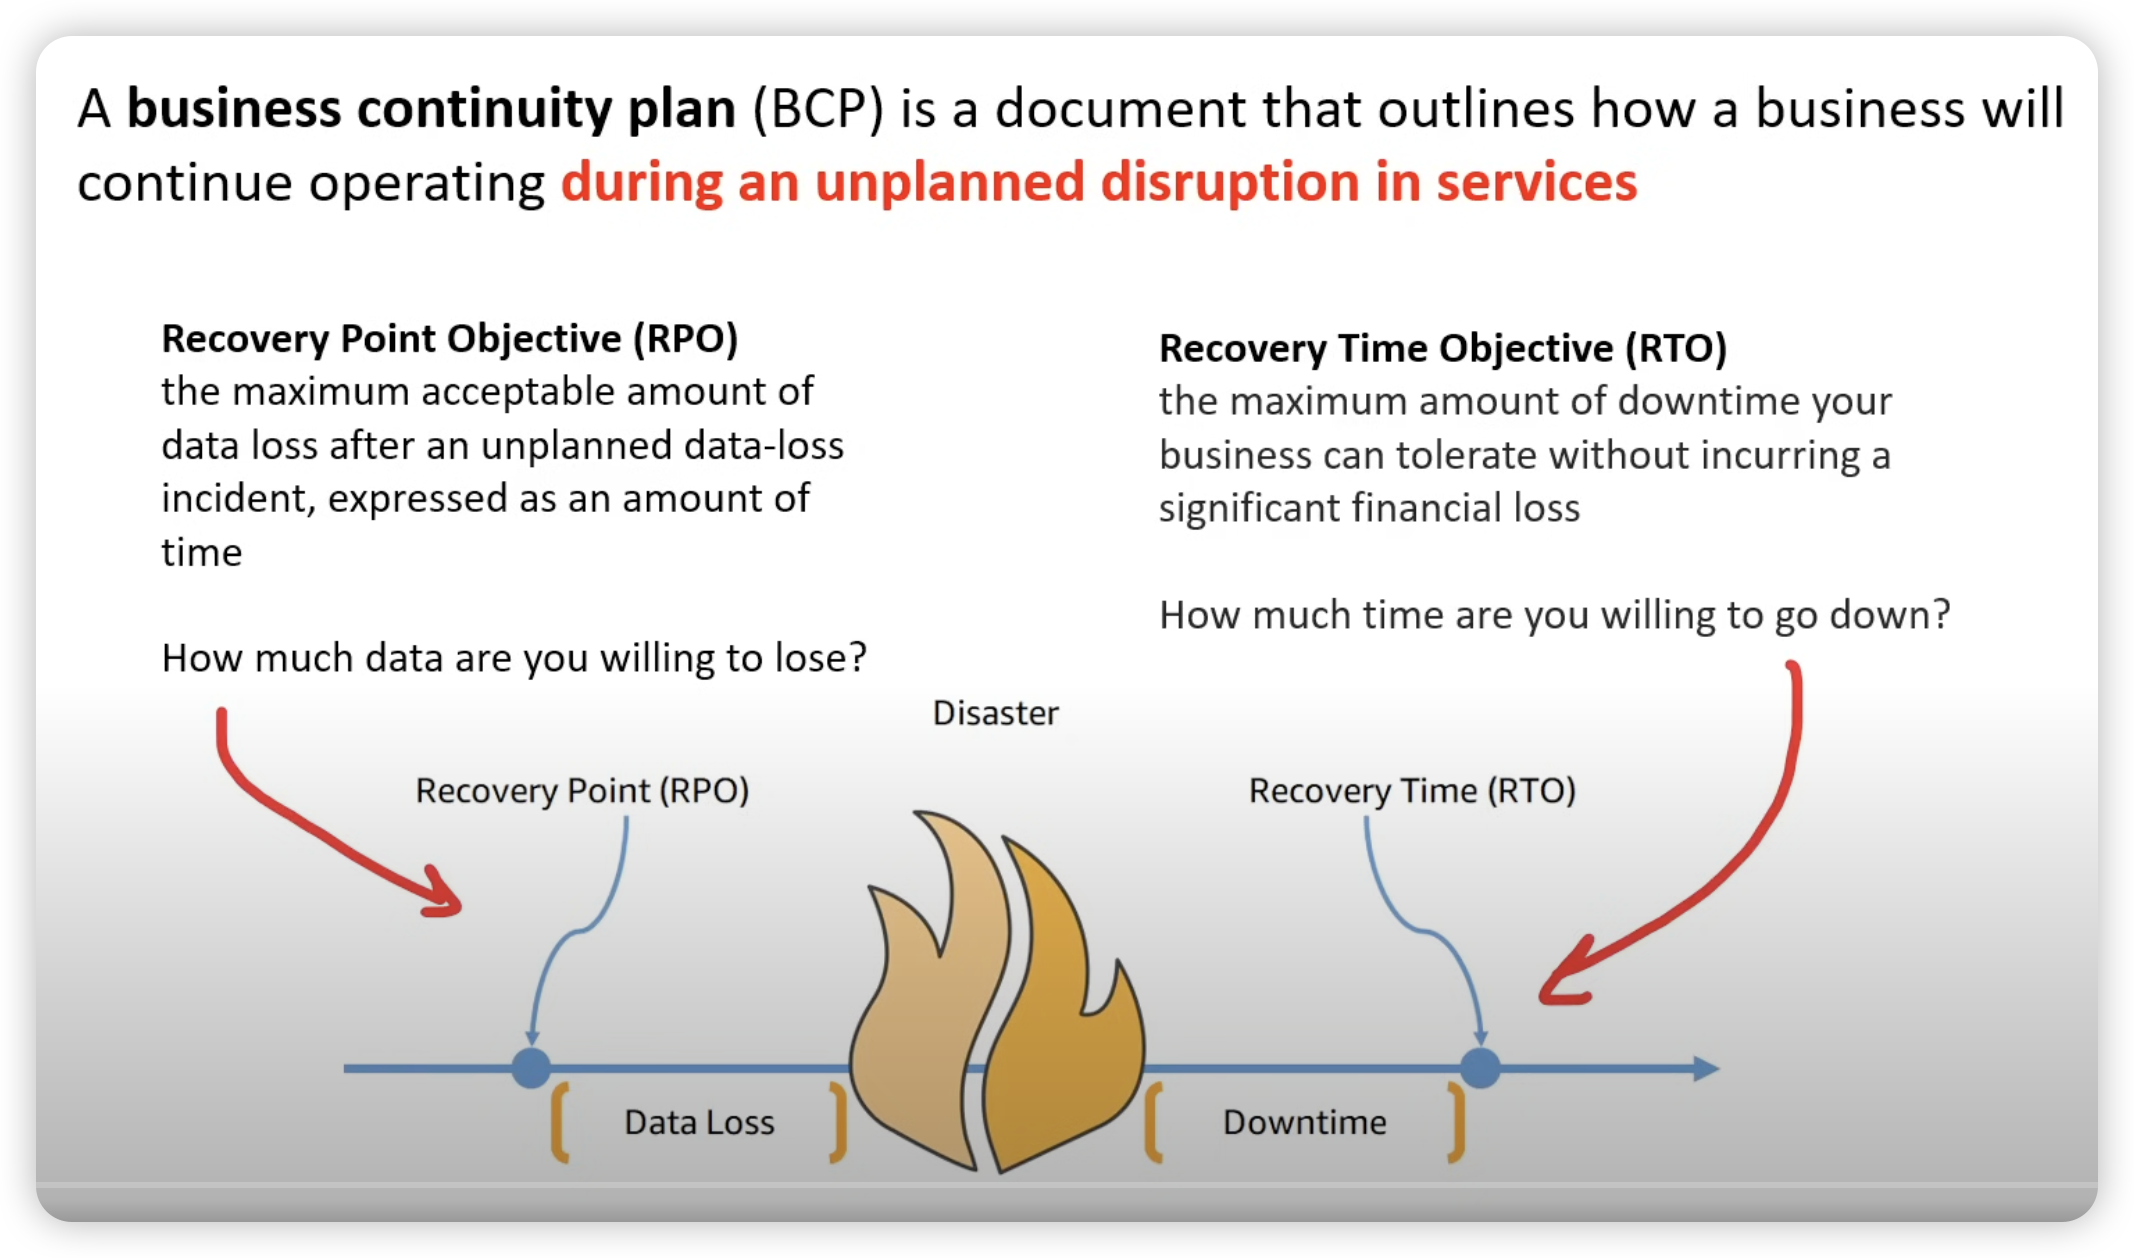 A business continuity plan (BCP) is a document that outlines how a business will
continue operating during an unplanned disruption in services
Recovery Point Objective (RPO)
the maximum acceptable amount of
data loss after an unplanned data-loss
incident, expressed as an amount of
time
How much data are you willing to lose?
Recovery Time Objective (RTO)
the maximum amount of downtime your
business can tolerate without incurring a
significant financial loss
How much time are you willing to go down?
Disaster
Recovery Point (RPO)
Recovery Time (RTO)
Data Loss
Downtime